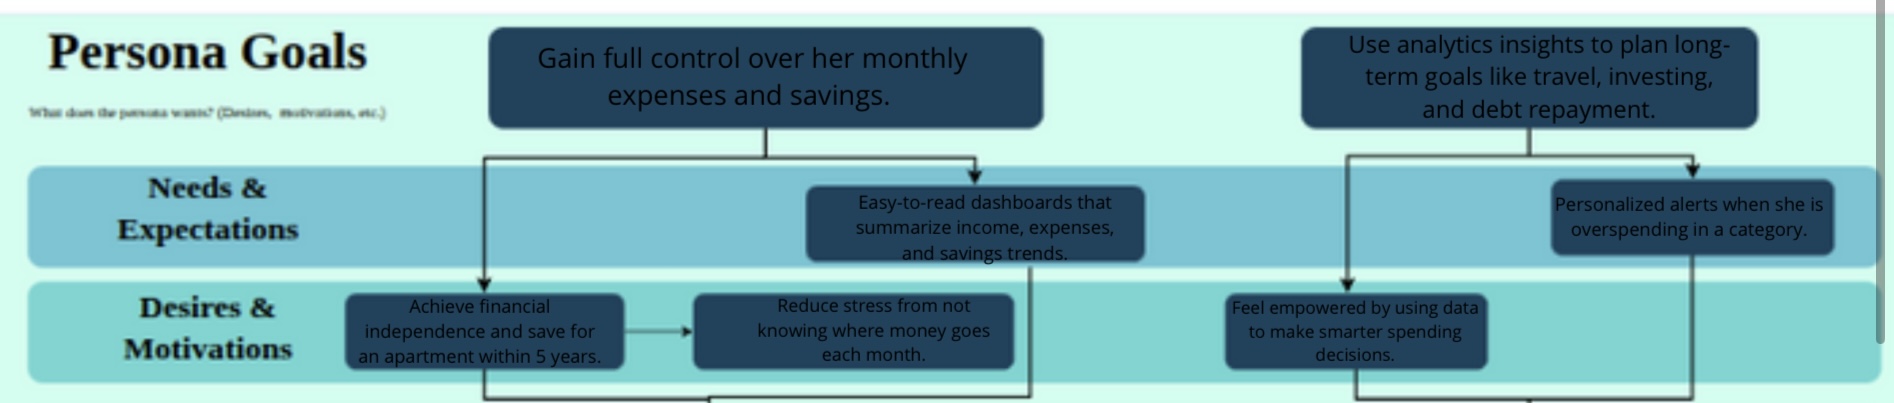 Persona Goals
What does the persona wants? (Desires, motivations, etc.)
Gain full control over her monthly
expenses and savings.
Use analytics insights to plan long-
term goals like travel, investing,
and debt repayment.
Needs &
Expectations
Easy-to-read dashboards that
summarize income, expenses,
and savings trends.
Personalized alerts when she is
overspending in a category.
Desires &
Motivations
Achieve financial
independence and save for
an apartment within 5 years.
Reduce stress from not
knowing where money goes
each month.
Feel empowered by using data
to make smarter spending
decisions.